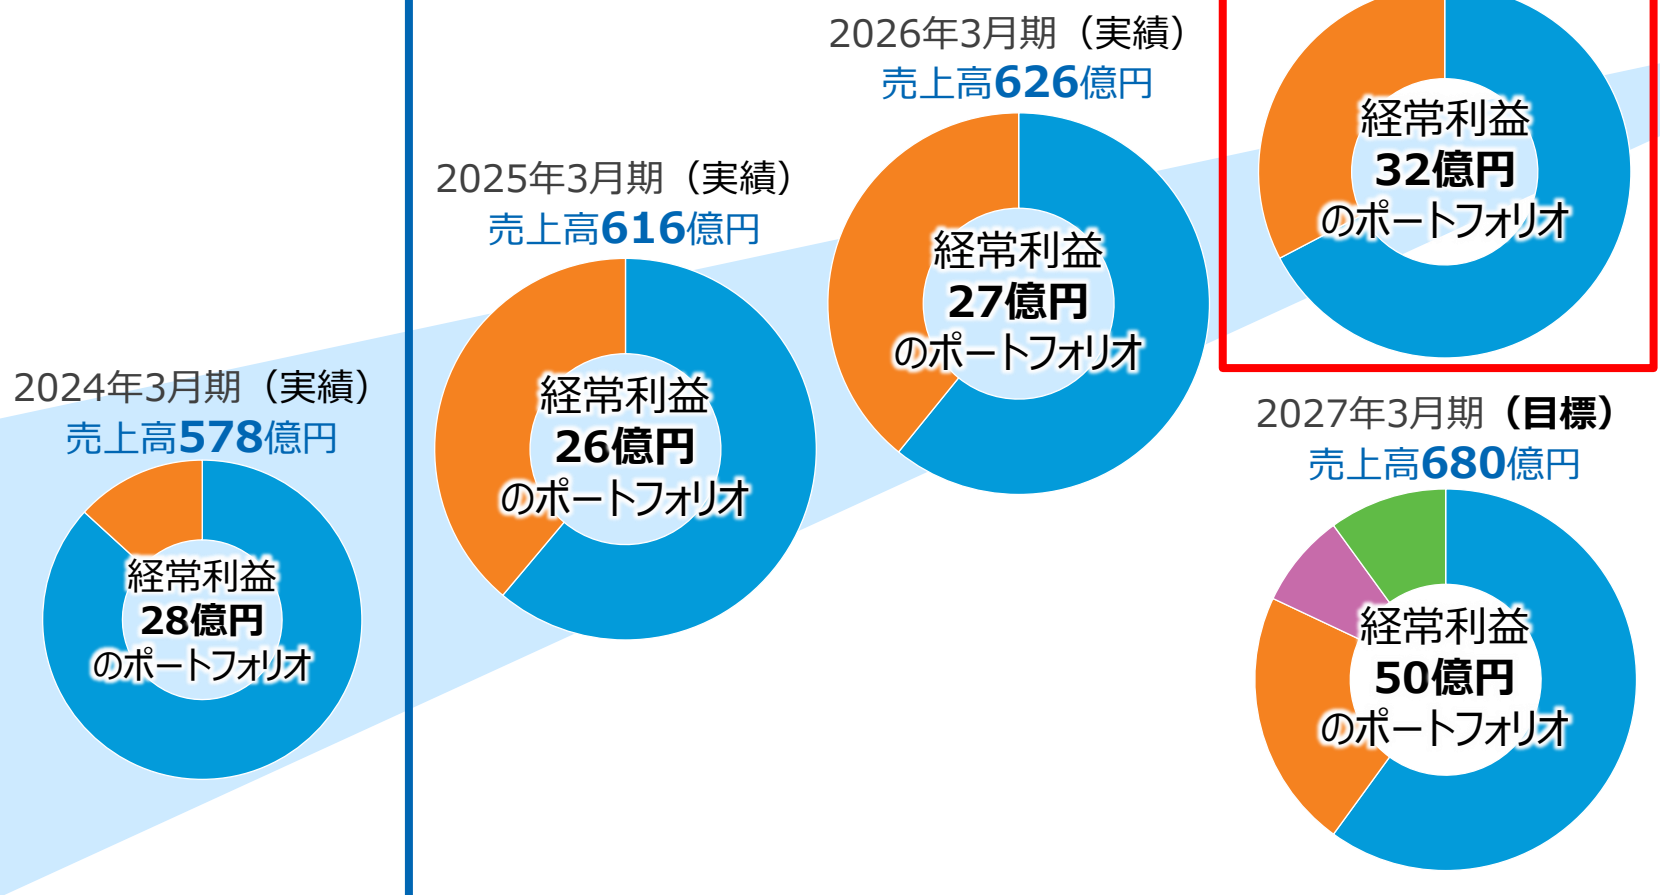 2024年3月期（実績）
売上高578億円
経常利益
28億円
のポートフォリオ
2025年3月期（実績）
売上高616億円
経常利益
26億円
のポートフォリオ
2026年3月期（実績）
売上高626億円
経常利益
27億円
のポートフォリオ
経常利益
32億円
のポートフォリオ
2027年3月期（目標）
売上高680億円
経常利益
50億円
のポートフォリオ